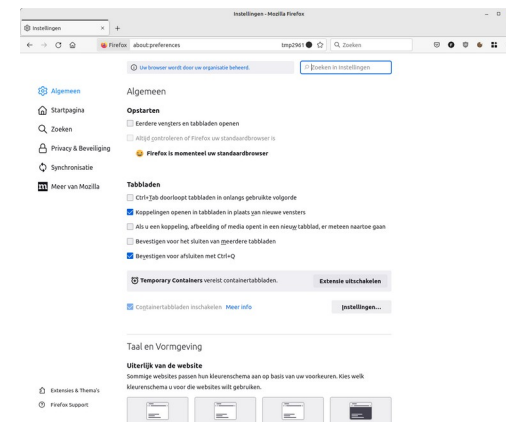 Instellingen - Mozilla Firefox
Instellingen × +
Firefox about:preferences tmp2961 Zoeken
Uw browser wordt door uw organisatie beheerd.
Zoeken in Instellingen
Algemeen
Startpagina
Zoeken
Privacy & Beveiliging
Synchronisatie
Meer van Mozilla
Extensies & Thema's
Firefox Support
Algemeen
Opstarten
Eerdere vensters en tabbladen openen
Altijd controleren of Firefox uw standaardbrowser is
Firefox is momenteel uw standaardbrowser
Tabbladen
Ctrl+Tab doorloopt tabbladen in onlangs gebruikte volgorde
Koppelingen openen in tabbladen in plaats van nieuwe vensters
Als u een koppeling, afbeelding of media opent in een nieuw tabblad, er meteen naartoe gaan
Bevestigen voor het sluiten van meerdere tabbladen
Bevestigen voor afsluiten met Ctrl+Q
Temporary Containers vereist containertabbladen. Extensie uitschakelen
Containertabbladen inschakelen Meer info Instellingen...
Taal en Vormgeving
Uiterlijk van de website
Sommige websites passen hun kleurenschema aan op basis van uw voorkeuren. Kies welk
kleurenschema u voor die websites wilt gebruiken.